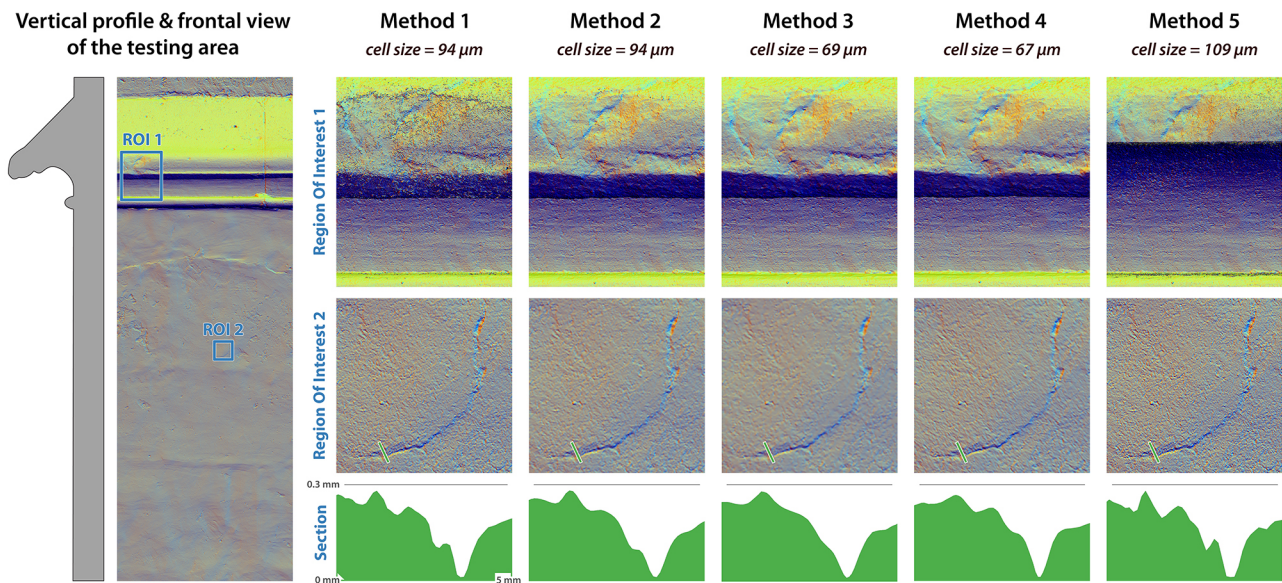 Vertical profile & frontal view
of the testing area
Method 1
cell size = 94 µm
Method 2
cell size = 94 µm
Method 3
cell size = 69 µm
Method 4
cell size = 67 µm
Method 5
cell size = 109 µm
ROI 1
ROI 2
Region Of Interest 1
Region Of Interest 2
Section
0.3 mm
0 mm
5 mm